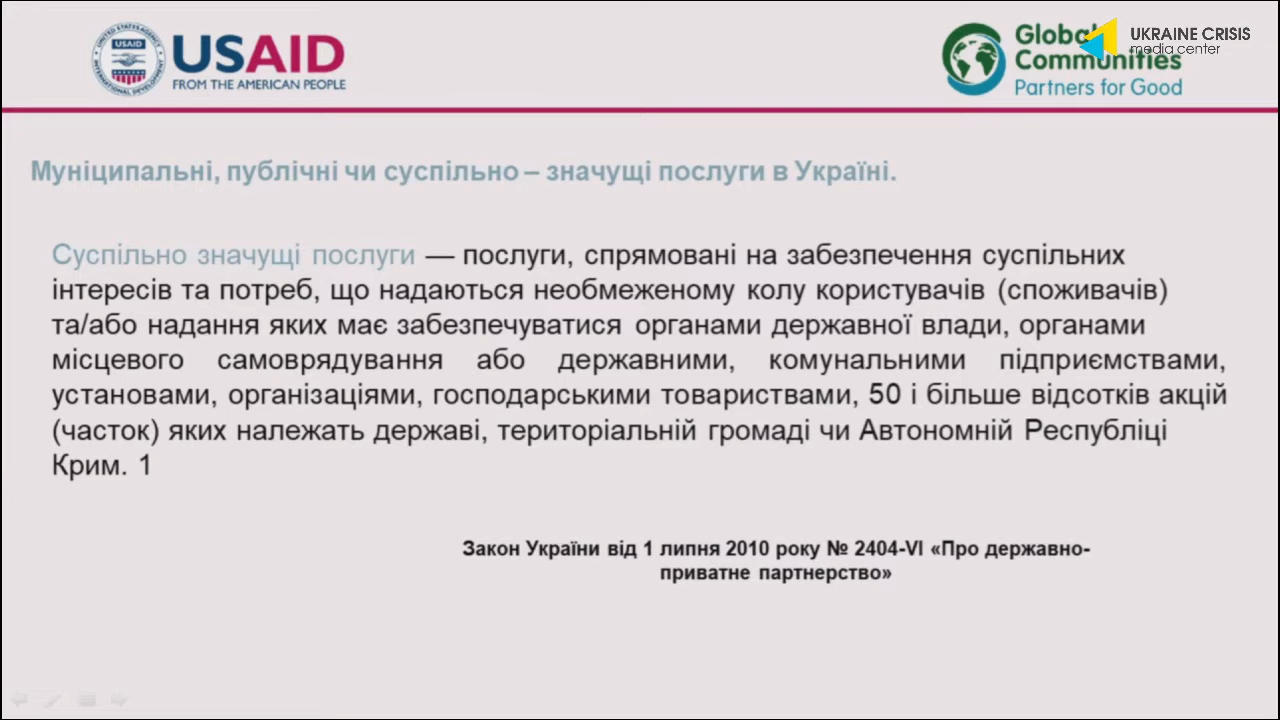 USAID
FROM THE AMERICAN PEOPLE
Global
Communities
Partners for Good
UKRAINE CRISIS
media center
Муніципальні, публічні чи суспільно – значущі послуги в Україні.
Суспільно значущі послуги — послуги, спрямовані на забезпечення суспільних
інтересів та потреб, що надаються необмеженому колу користувачів (споживачів)
та/або надання яких має забезпечуватися органами державної влади, органами
місцевого самоврядування або державними, комунальними підприємствами,
установами, організаціями, господарськими товариствами, 50 і більше відсотків акцій
(часток) яких належать державі, територіальній громаді чи Автономній Республіці
Крим. 1
Закон України від 1 липня 2010 року № 2404-VI «Про державно-
приватне партнерство»